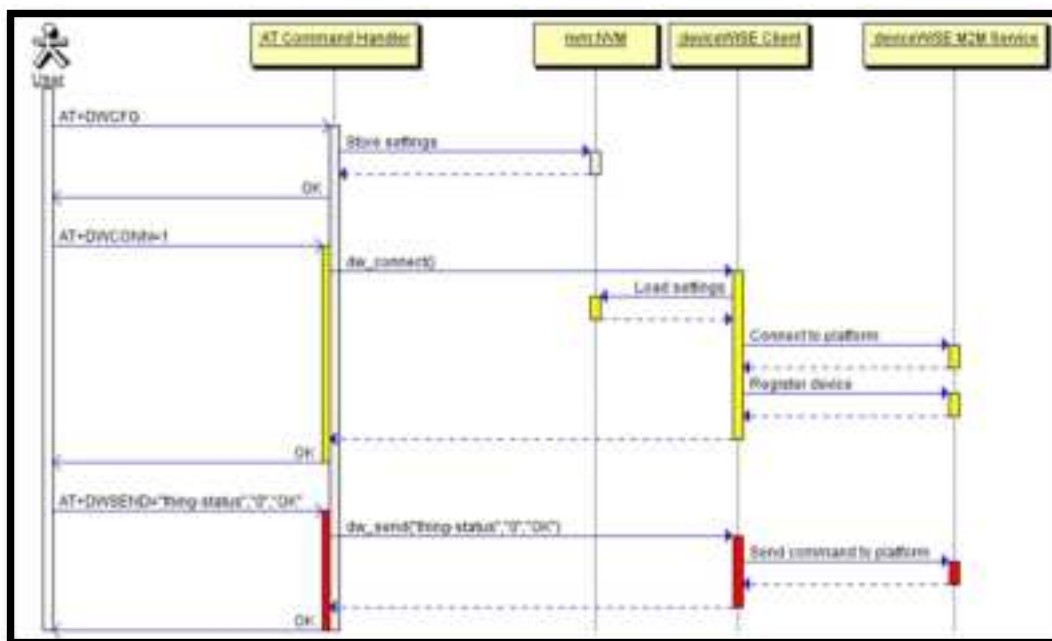 User
AT Command Handler
nvm:NVM
deviceWISE Client
deviceWISE M2M Service
AT+DWCFG
Store settings
OK
AT+DWCONN=1
dw_connect()
Load settings
Connect to platform
Register device
OK
AT+DWSEND="thing-status","0","OK"
dw_send("thing-status","0","OK")
Send command to platform
OK